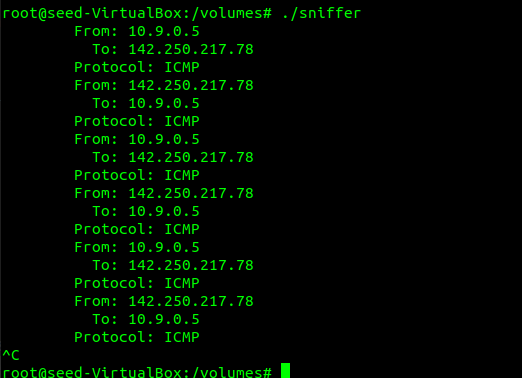 root@seed-VirtualBox:/volumes# ./sniffer
From: 10.9.0.5
To: 142.250.217.78
Protocol: ICMP
From: 142.250.217.78
To: 10.9.0.5
Protocol: ICMP
From: 10.9.0.5
To: 142.250.217.78
Protocol: ICMP
From: 142.250.217.78
To: 10.9.0.5
Protocol: ICMP
From: 10.9.0.5
To: 142.250.217.78
Protocol: ICMP
From: 142.250.217.78
To: 10.9.0.5
Protocol: ICMP
^C
root@seed-VirtualBox:/volumes#